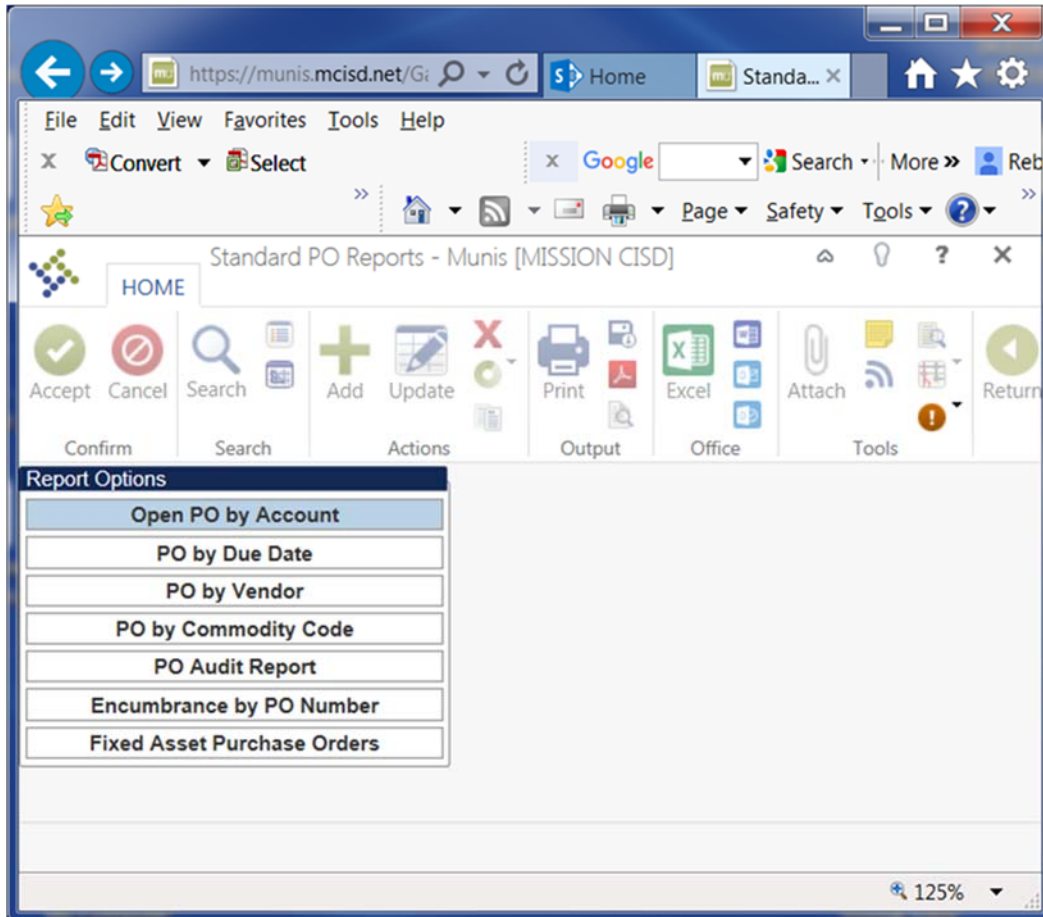 https://munis.mcisd.net/Ga
Home
Standa...
File Edit View Favorites Tools Help
x Convert Select
x Google Search More » Reb
» Page Safety Tools ? »
Standard PO Reports - Munis [MISSION CISD] ?
HOME
Accept Cancel Search Add Update Print Excel Attach Return
Confirm Search Actions Output Office Tools
Report Options
Open PO by Account
PO by Due Date
PO by Vendor
PO by Commodity Code
PO Audit Report
Encumbrance by PO Number
Fixed Asset Purchase Orders
125%